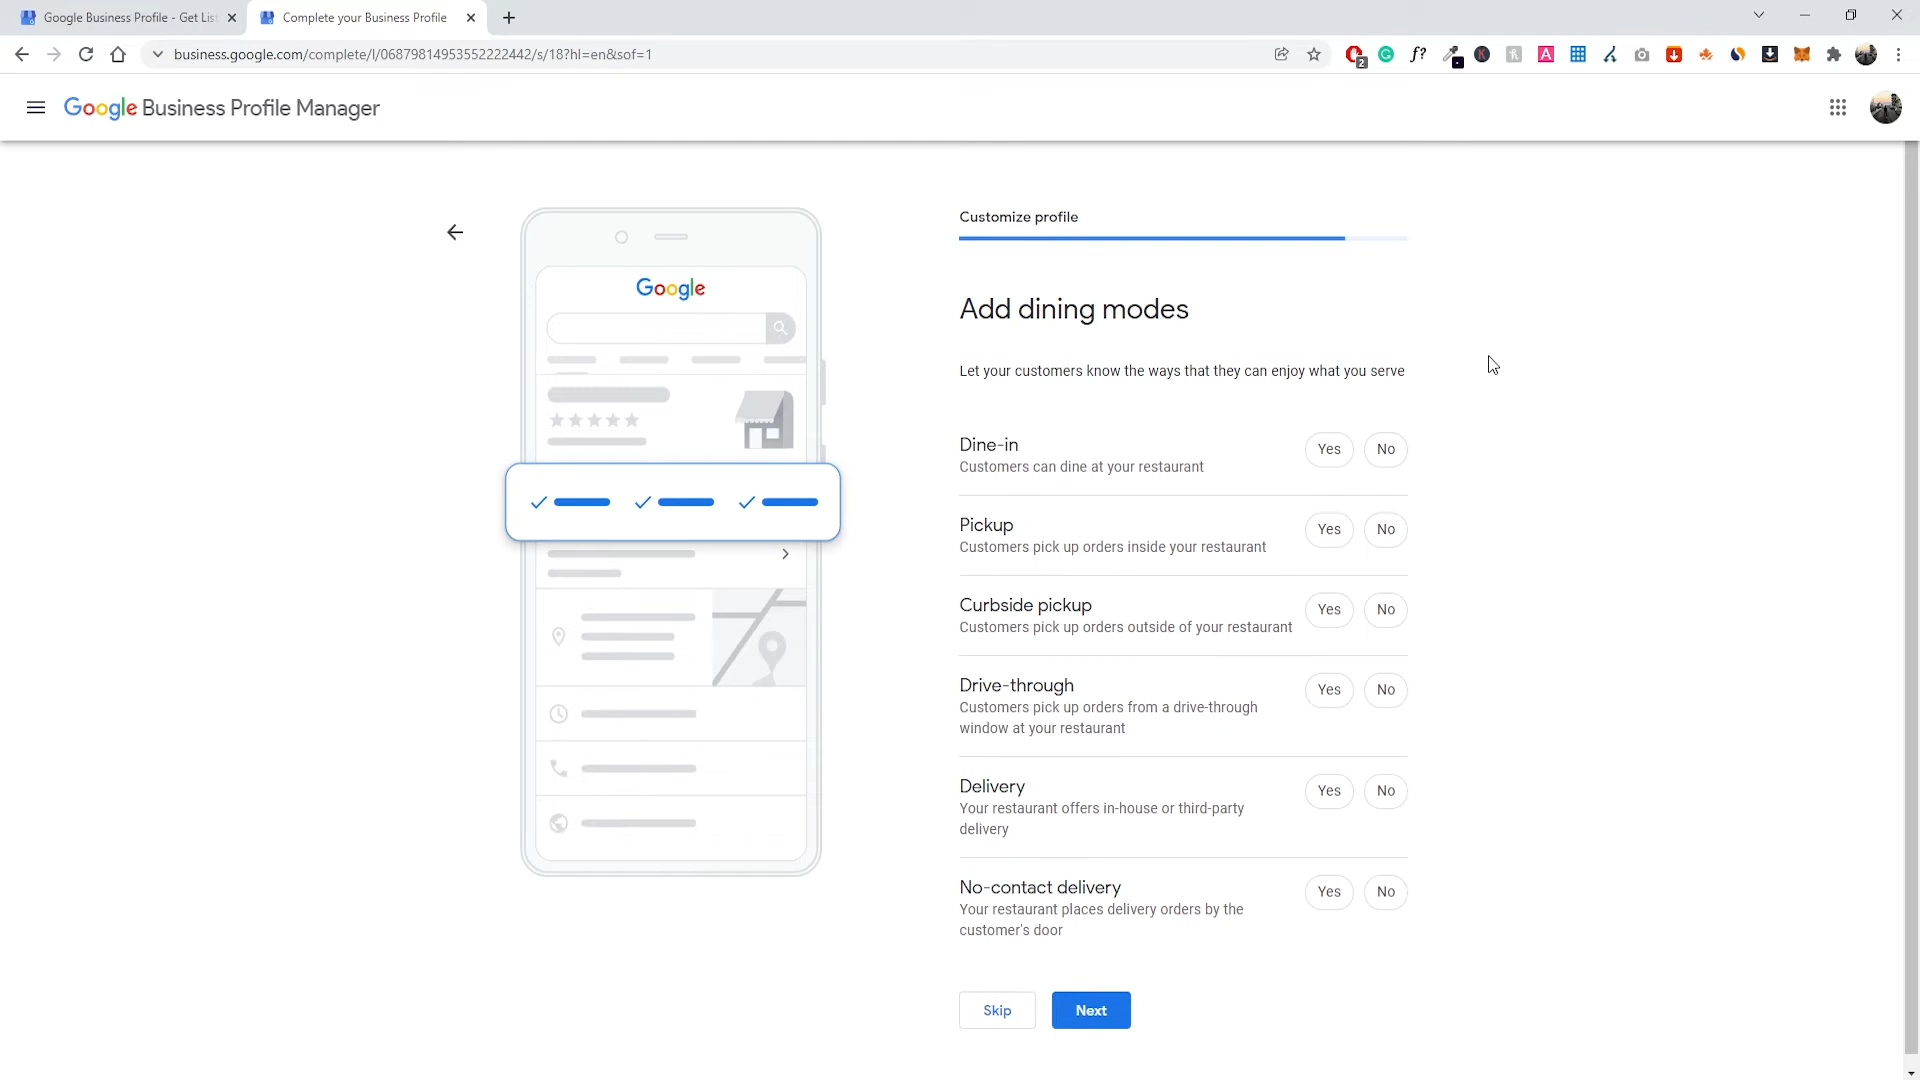 Google Business Profile - Get List
Complete your Business Profile
business.google.com/complete/l/06879814953552222442/s/18?hl=en&sof=1
2
f?
A
Google Business Profile Manager
Google
Customize profile
Add dining modes
Let your customers know the ways that they can enjoy what you serve
Dine-in
Yes No
Customers can dine at your restaurant
Pickup
Yes No
Customers pick up orders inside your restaurant
Curbside pickup
Yes No
Customers pick up orders outside of your restaurant
Drive-through
Yes No
Customers pick up orders from a drive-through
window at your restaurant
Delivery
Yes No
Your restaurant offers in-house or third-party
delivery
No-contact delivery
Yes No
Your restaurant places delivery orders by the
customer's door
Skip Next